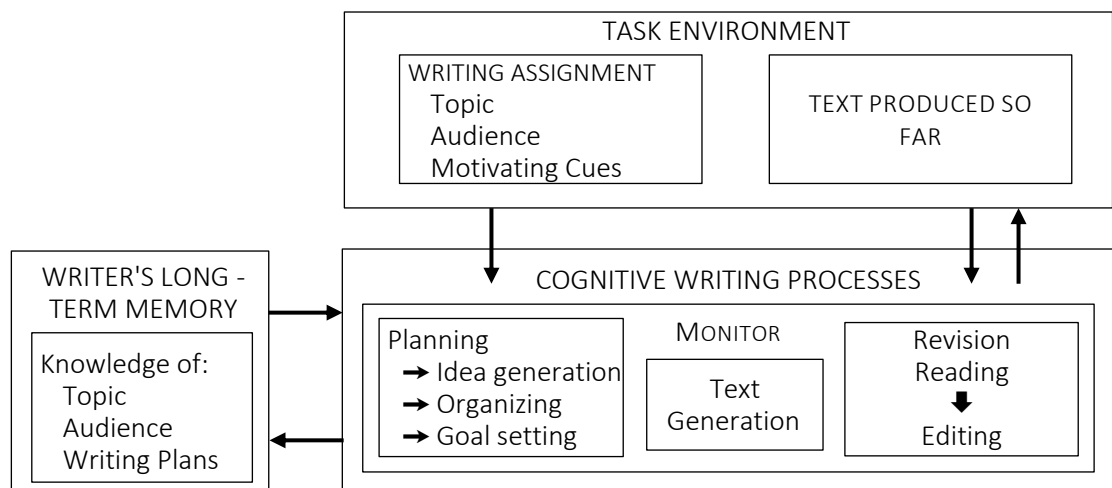 TASK ENVIRONMENT
WRITING ASSIGNMENT
Topic
Audience
Motivating Cues
TEXT PRODUCED SO
FAR
WRITER'S LONG -
TERM MEMORY
Knowledge of:
Topic
Audience
Writing Plans
COGNITIVE WRITING PROCESSES
Planning
Idea generation
Organizing
Goal setting
MONITOR
Text
Generation
Revision
Reading
Editing